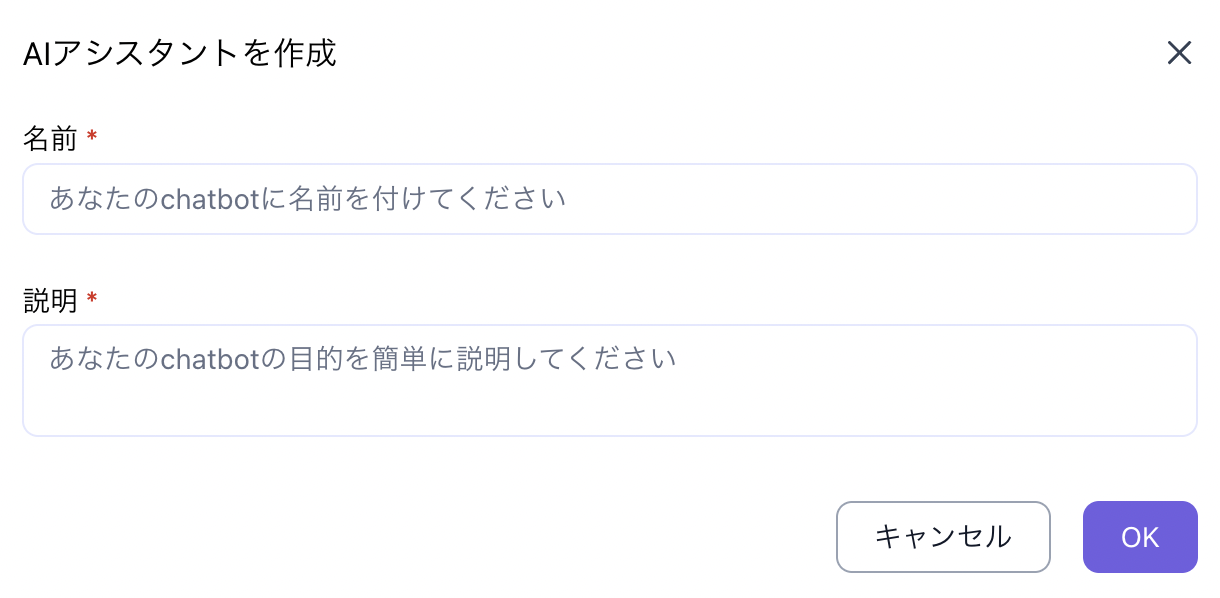 AIアシスタントを作成
名前 *
あなたのchatbotに名前を付けてください
説明 *
あなたのchatbotの目的を簡単に説明してください
キャンセル
OK